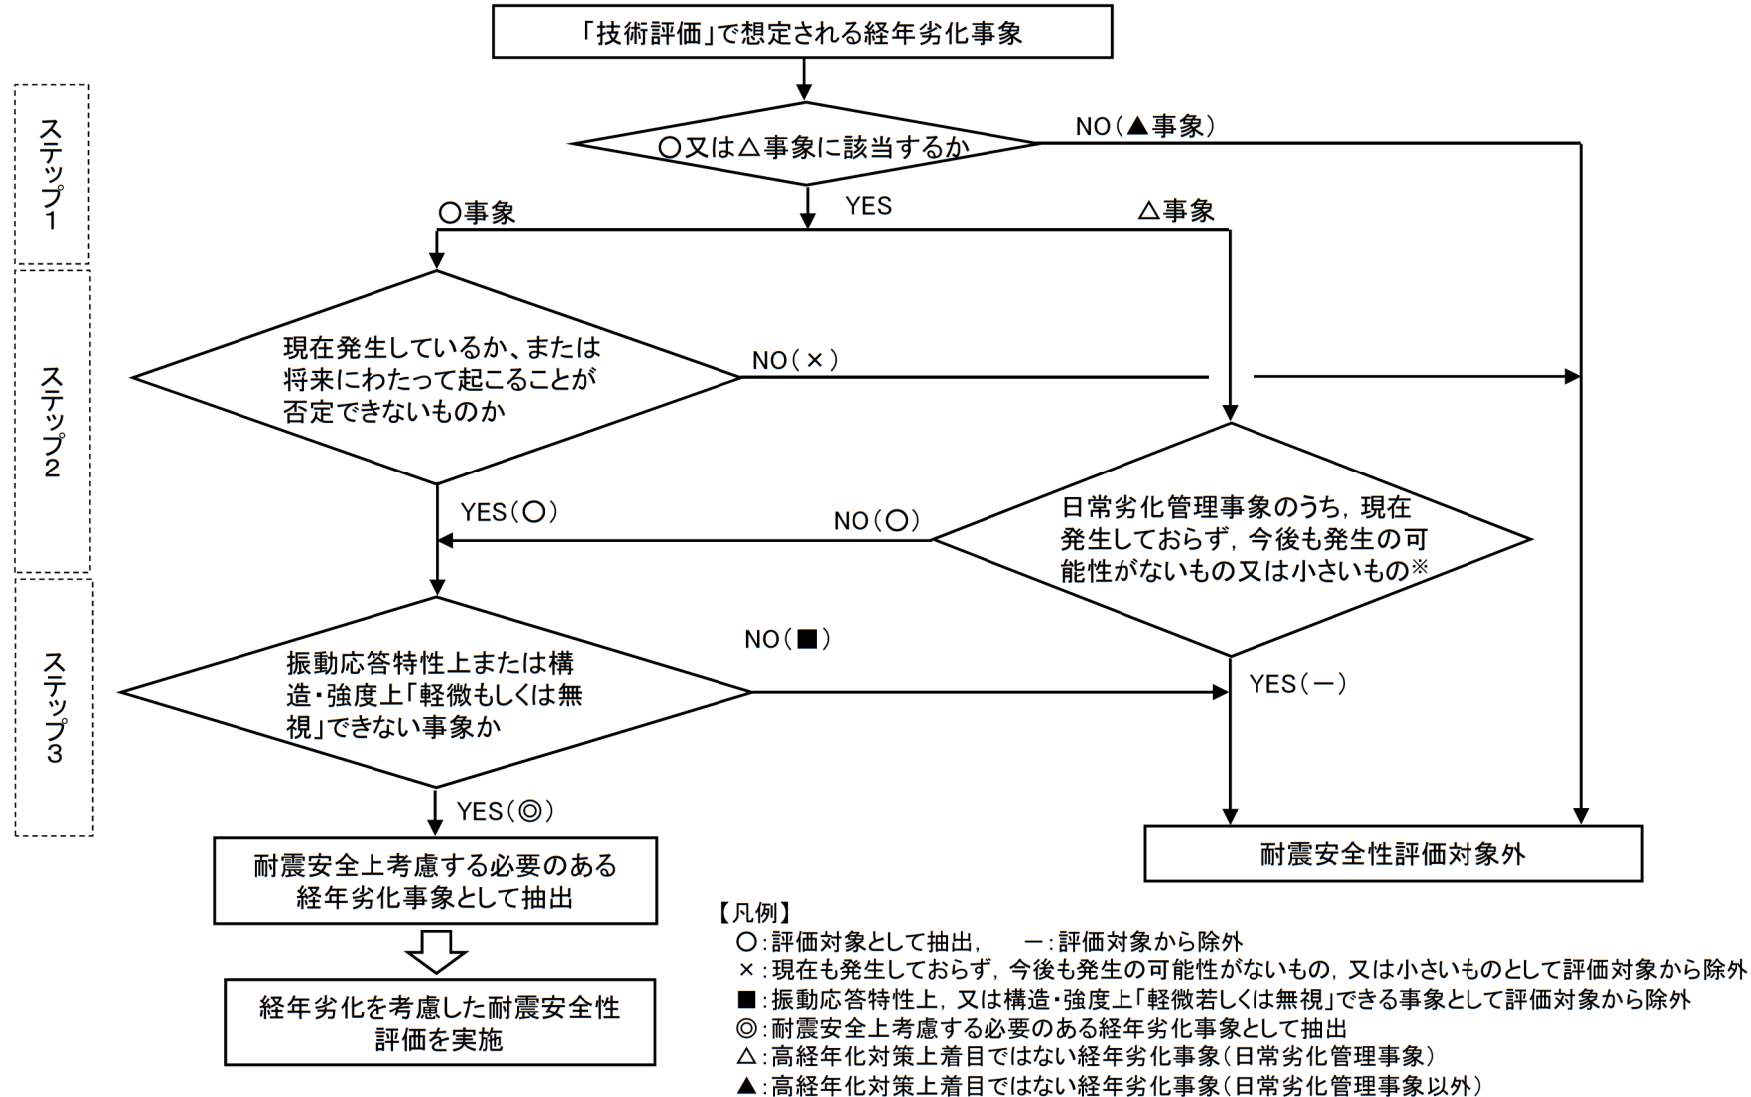 「技術評価」で想定される経年劣化事象
ステップ1
○又は△事象に該当するか
NO(▲事象)
YES
○事象
△事象
ステップ2
現在発生しているか、または
将来にわたって起こることが
否定できないものか
NO(×)
YES(○)
NO(○)
日常劣化管理事象のうち，現在
発生しておらず，今後も発生の可
能性がないもの又は小さいもの※
ステップ3
振動応答特性上または構
造・強度上「軽微もしくは無
視」できない事象か
NO(■)
YES(－)
YES(◎)
耐震安全上考慮する必要のある
経年劣化事象として抽出
耐震安全性評価対象外
経年劣化を考慮した耐震安全性
評価を実施
【凡例】
○：評価対象として抽出，　－：評価対象から除外
×：現在も発生しておらず，今後も発生の可能性がないもの，又は小さいものとして評価対象から除外
■：振動応答特性上，又は構造・強度上「軽微若しくは無視」できる事象として評価対象から除外
◎：耐震安全上考慮する必要のある経年劣化事象として抽出
△：高経年化対策上着目ではない経年劣化事象(日常劣化管理事象)
▲：高経年化対策上着目ではない経年劣化事象(日常劣化管理事象以外)